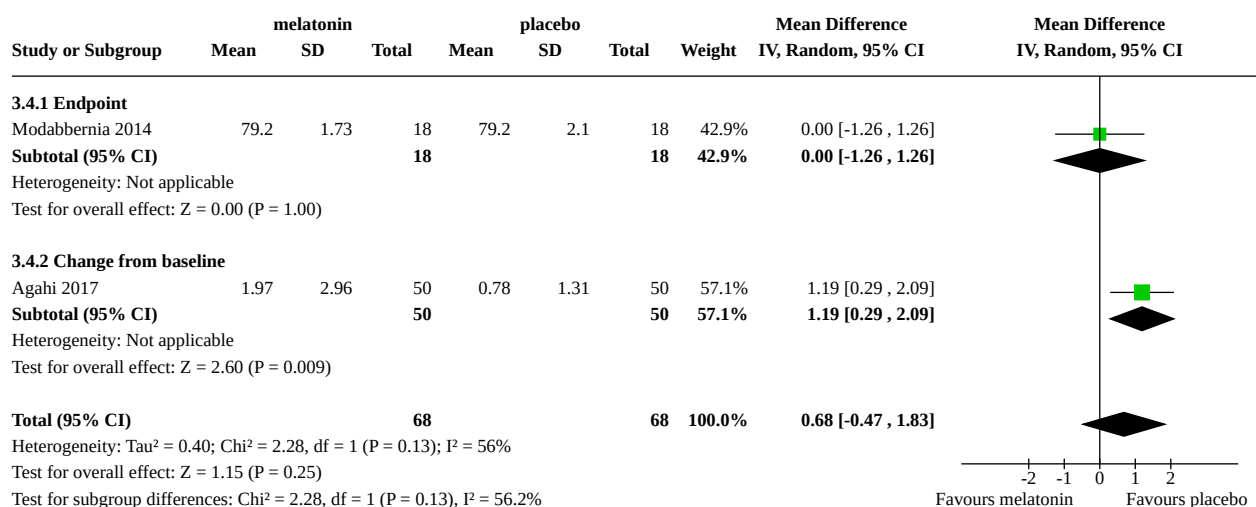 melatonin placebo Mean Difference Mean Difference
Study or Subgroup Mean SD Total Mean SD Total Weight IV, Random, 95% CI IV, Random, 95% CI
3.4.1 Endpoint
Modabbernia 2014 79.2 1.73 18 79.2 2.1 18 42.9% 0.00 [-1.26 , 1.26]
Subtotal (95% CI) 18 18 42.9% 0.00 [-1.26 , 1.26]
Heterogeneity: Not applicable
Test for overall effect: Z = 0.00 (P = 1.00)
3.4.2 Change from baseline
Agahi 2017 1.97 2.96 50 0.78 1.31 50 57.1% 1.19 [0.29 , 2.09]
Subtotal (95% CI) 50 50 57.1% 1.19 [0.29 , 2.09]
Heterogeneity: Not applicable
Test for overall effect: Z = 2.60 (P = 0.009)
Total (95% CI) 68 68 100.0% 0.68 [-0.47 , 1.83]
Heterogeneity: Tau² = 0.40; Chi² = 2.28, df = 1 (P = 0.13); I² = 56%
Test for overall effect: Z = 1.15 (P = 0.25)
-2 -1 0 1 2
Test for subgroup differences: Chi² = 2.28, df = 1 (P = 0.13), I² = 56.2% Favours melatonin Favours placebo